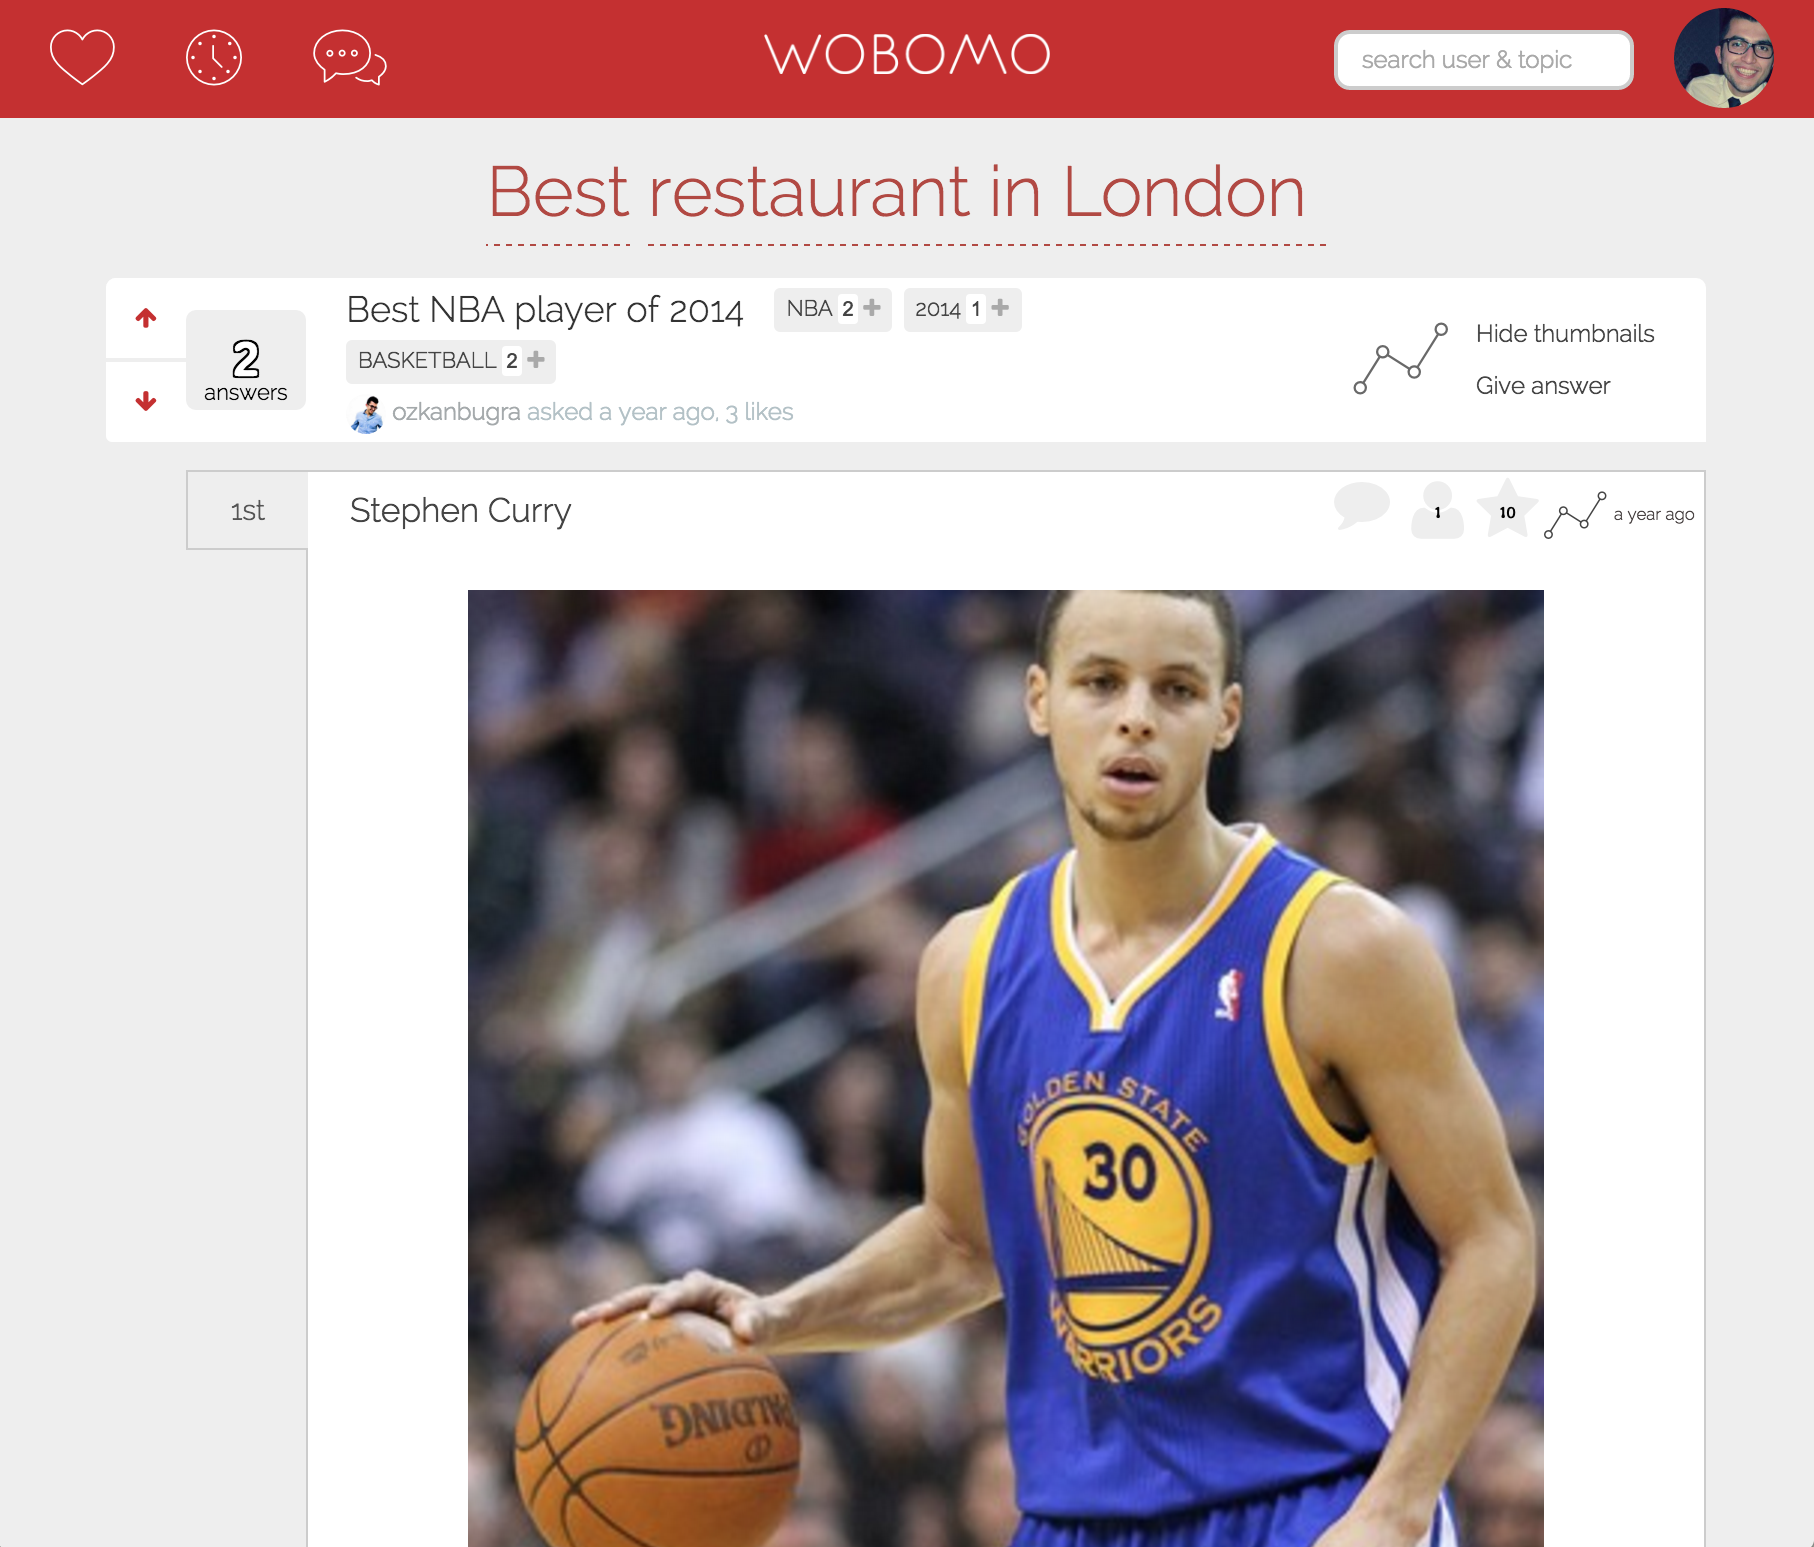 WOBOMO
search user & topic
Best restaurant in London
Best NBA player of 2014 NBA 2 2014 1
BASKETBALL 2
ozkanbugra asked a year ago, 3 likes
2
answers
Hide thumbnails
Give answer
1st
Stephen Curry
1
10
a year ago
GOLDEN STATE
30
WARRIORS
SPALDING